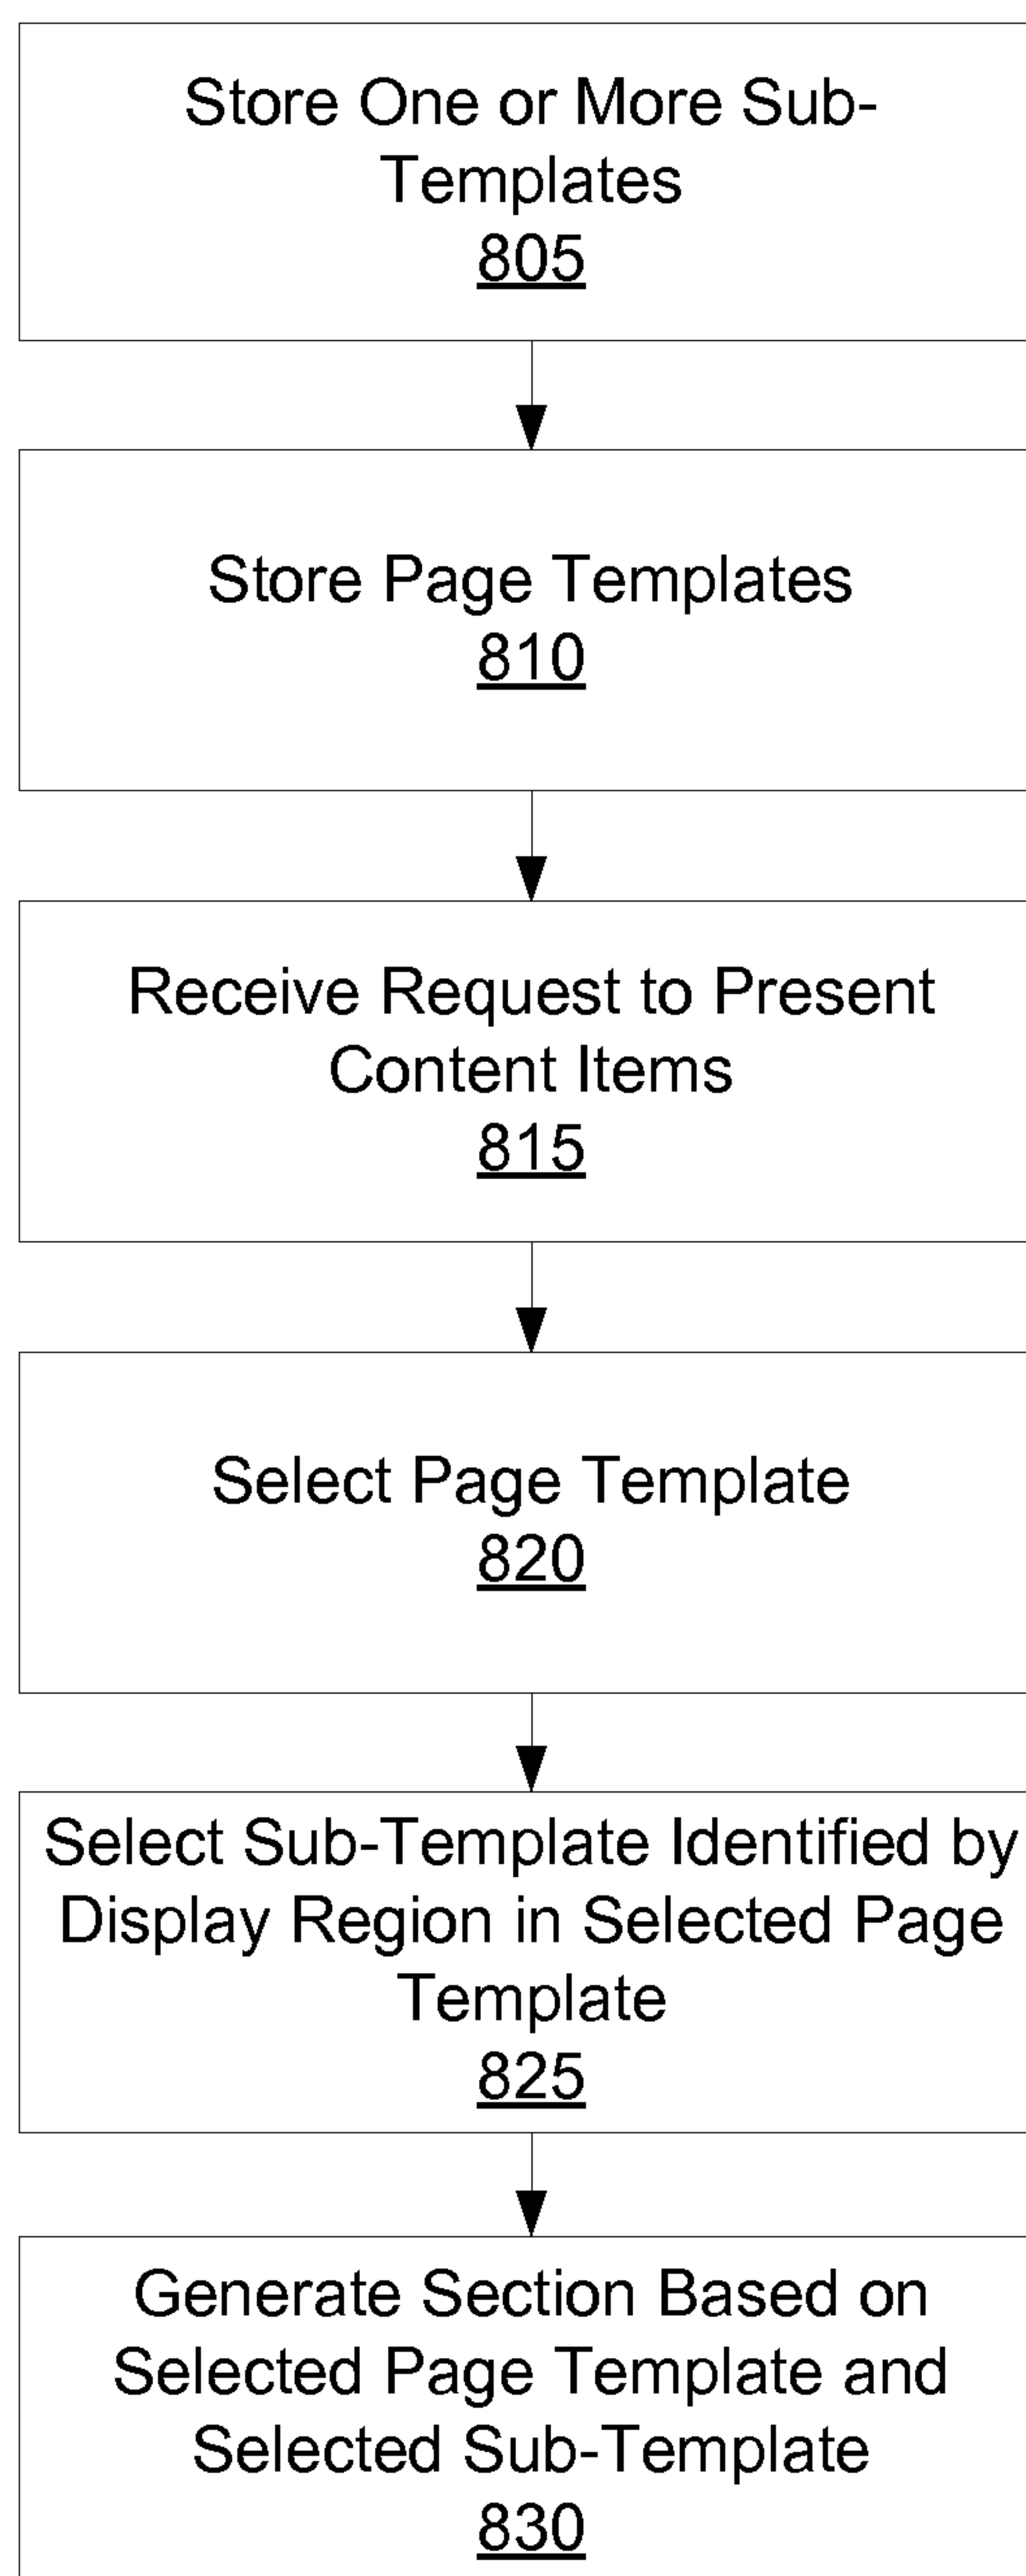 Store One or More Sub-
Templates
805
Store Page Templates
810
Receive Request to Present
Content Items
815
Select Page Template
820
Select Sub-Template Identified by
Display Region in Selected Page
Template
825
Generate Section Based on
Selected Page Template and
Selected Sub-Template
830